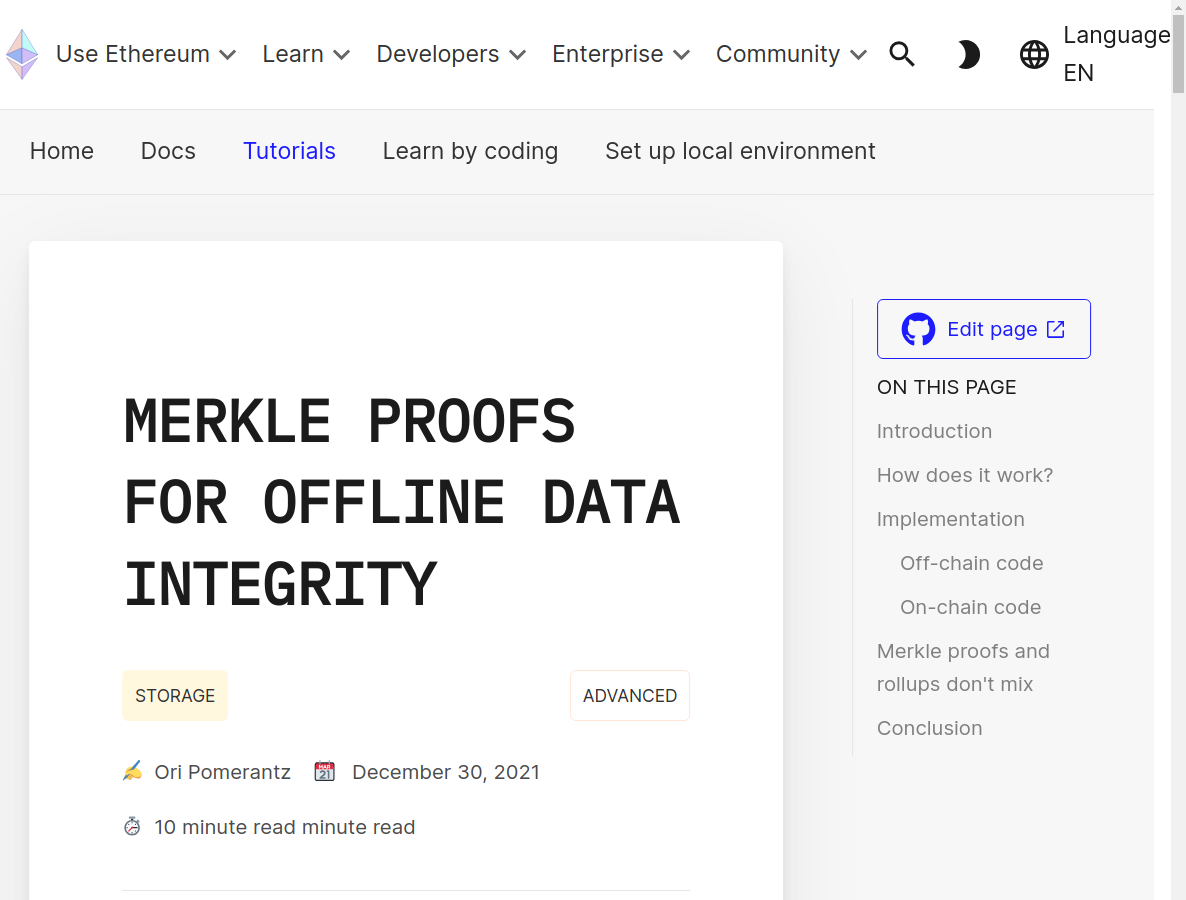 Use Ethereum Learn Developers Enterprise Community Language
EN
Home Docs Tutorials Learn by coding Set up local environment
MERKLE PROOFS
FOR OFFLINE DATA
INTEGRITY
STORAGE ADVANCED
Ori Pomerantz December 30, 2021
10 minute read minute read
Edit page
ON THIS PAGE
Introduction
How does it work?
Implementation
Off-chain code
On-chain code
Merkle proofs and
rollups don't mix
Conclusion